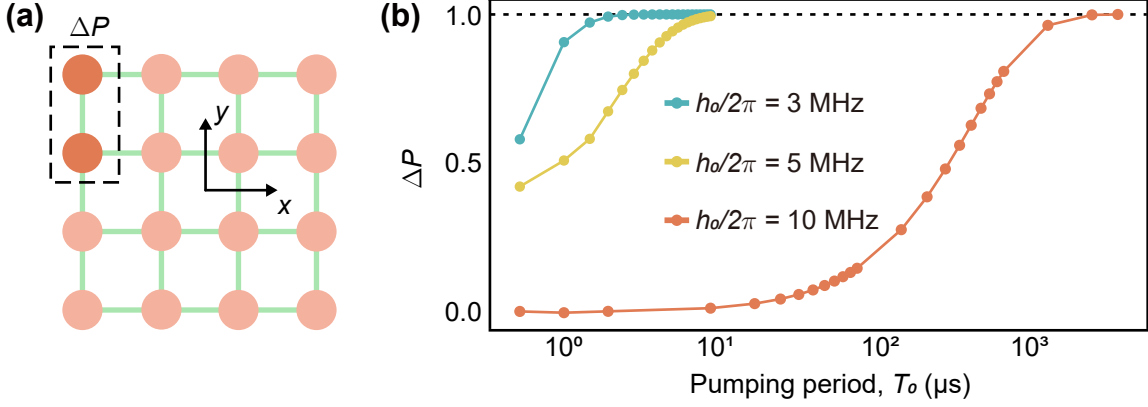 (a)
ΔP
y
x
(b)
1.0
0.5
0.0
ΔP
h₀/2π = 3 MHz
h₀/2π = 5 MHz
h₀/2π = 10 MHz
10⁰ 10¹ 10² 10³
Pumping period, T₀ (μs)